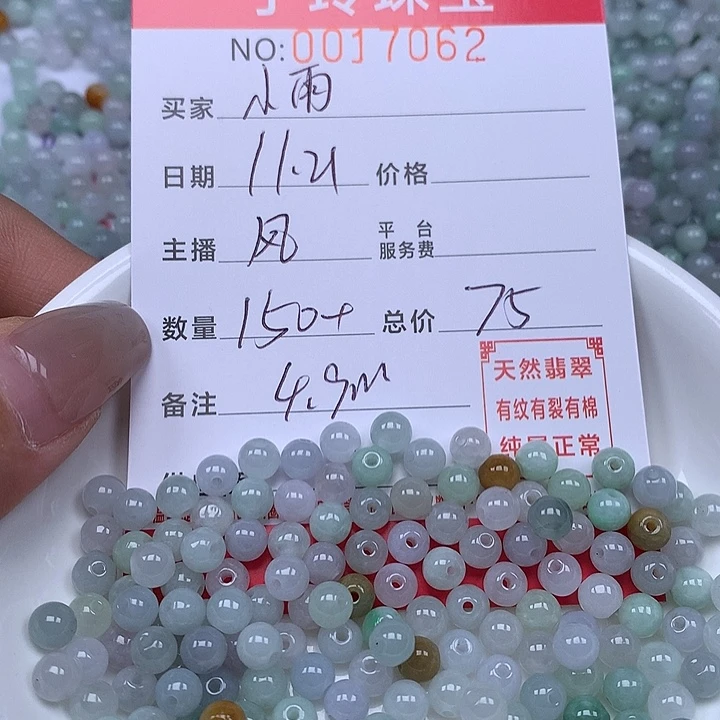 NO:0017062
买家 小雨
日期 11.21 价格
主播 风 平台服务费
数量 150+ 总价 75
备注 4.9m
天然翡翠
有纹有裂有棉
纯属正常